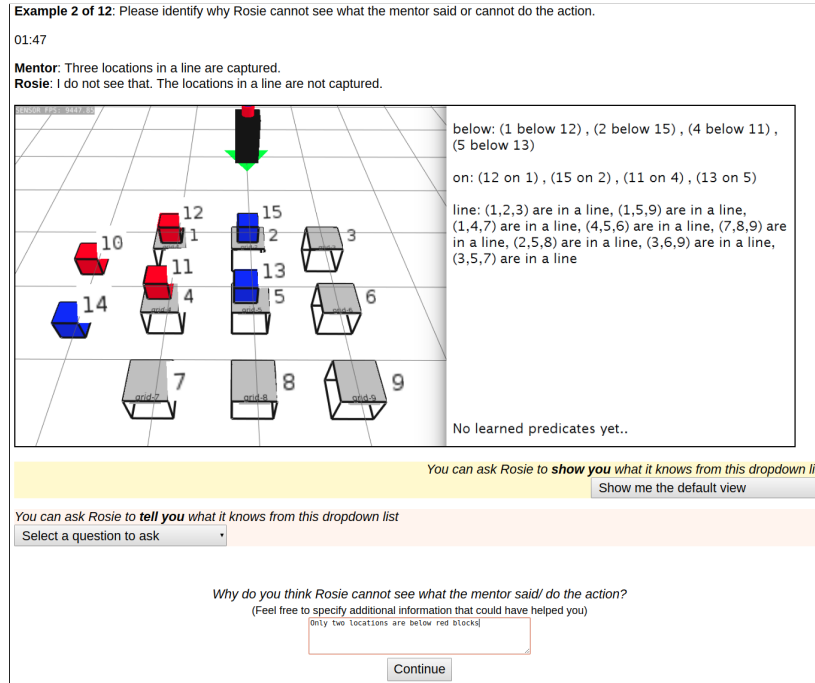 Example 2 of 12: Please identify why Rosie cannot see what the mentor said or cannot do the action.
01:47
Mentor: Three locations in a line are captured.
Rosie: I do not see that. The locations in a line are not captured.
below: (1 below 12) , (2 below 15) , (4 below 11) ,
(5 below 13)
on: (12 on 1) , (15 on 2) , (11 on 4) , (13 on 5)
line: (1,2,3) are in a line, (1,5,9) are in a line,
(1,4,7) are in a line, (4,5,6) are in a line, (7,8,9) are
in a line, (2,5,8) are in a line, (3,6,9) are in a line,
(3,5,7) are in a line
12
15
1
2
3
10
11
13
14
4
5
6
grid-5
7
8
9
grid-7
grid-8
grid-9
No learned predicates yet..
You can ask Rosie to show you what it knows from this dropdown li
Show me the default view
You can ask Rosie to tell you what it knows from this dropdown list
Select a question to ask
Why do you think Rosie cannot see what the mentor said/ do the action?
(Feel free to specify additional information that could have helped you)
Only two locations are below red blocks
Continue